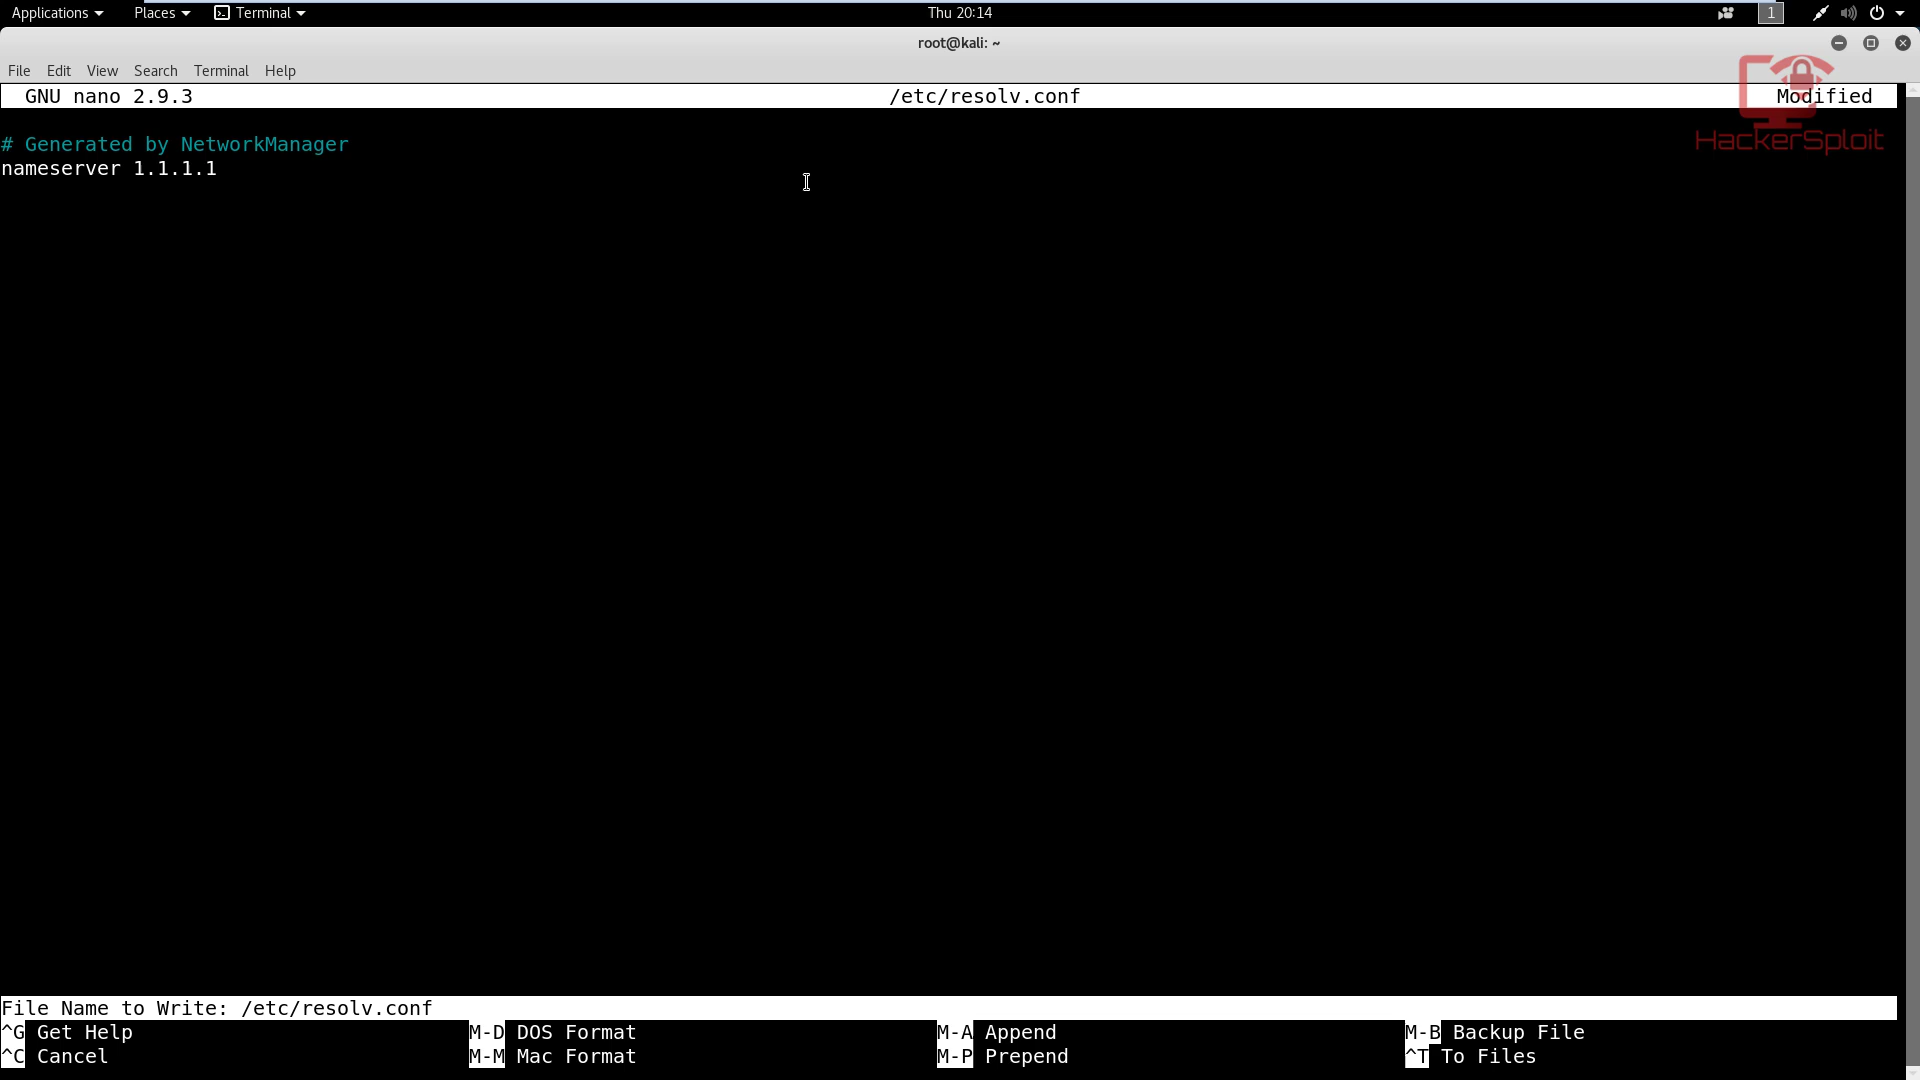 Applications Places Terminal Thu 20:14 1
root@kali: ~
File Edit View Search Terminal Help
GNU nano 2.9.3 /etc/resolv.conf Modified
HackerSploit
# Generated by NetworkManager
nameserver 1.1.1.1
File Name to Write: /etc/resolv.conf
^G Get Help M-D DOS Format M-A Append M-B Backup File
^C Cancel M-M Mac Format M-P Prepend ^T To Files